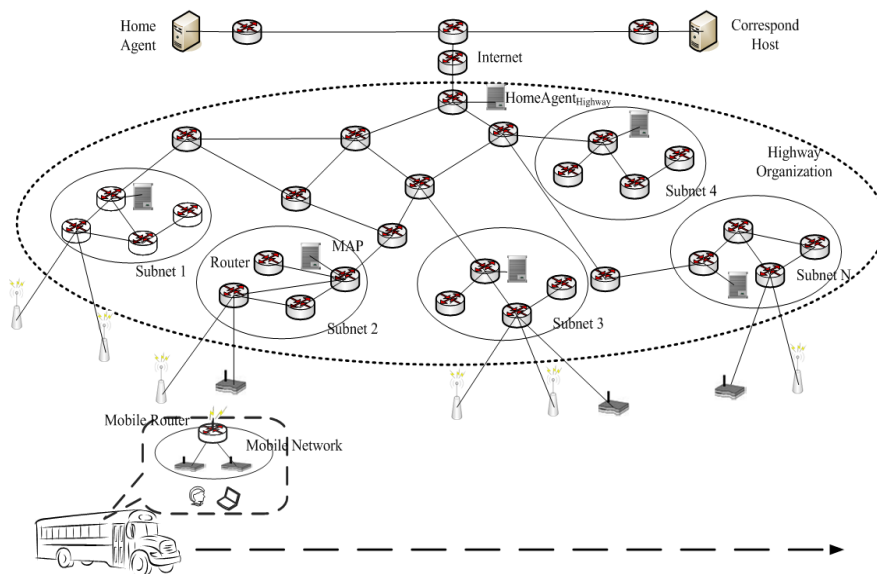 Home
Agent
Correspond
Host
Internet
HomeAgentHighway
Highway
Organization
Subnet 4
Subnet 1
MAP
Router
Subnet N
Subnet 2
Subnet 3
Mobile Router
Mobile Network